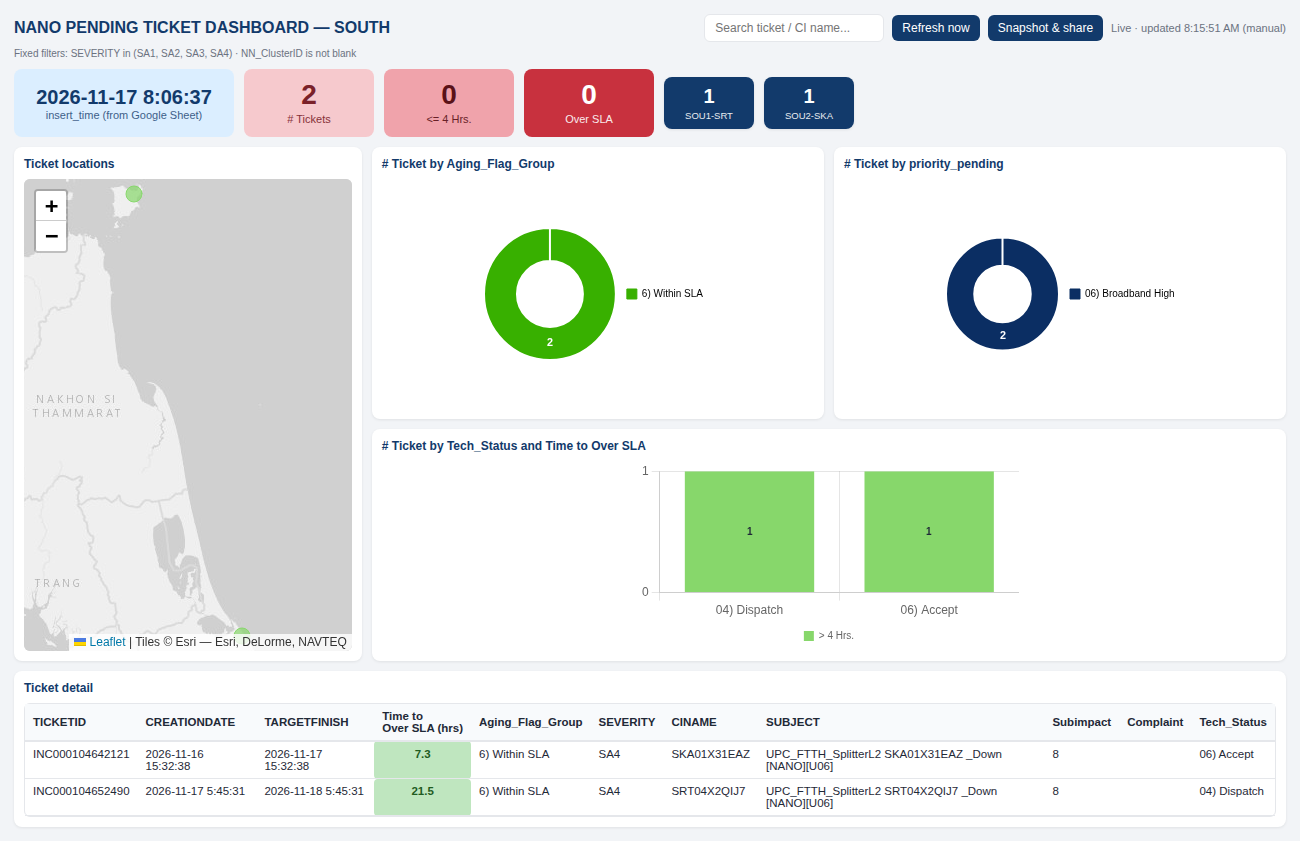 NANO PENDING TICKET DASHBOARD — SOUTH
Search ticket / CI name...
Refresh now
Snapshot & share
Live · updated 8:15:51 AM (manual)
Fixed filters: SEVERITY in (SA1, SA2, SA3, SA4) · NN_ClusterID is not blank
2026-11-17 8:06:37
insert_time (from Google Sheet)
2
# Tickets
0
<= 4 Hrs.
0
Over SLA
1
SOU1-SRT
1
SOU2-SKA
Ticket locations
+
−
NAKHON SI
THAMMARAT
TRANG
Leaflet | Tiles © Esri — Esri, DeLorme, NAVTEQ
# Ticket by Aging_Flag_Group
2
6) Within SLA
# Ticket by priority_pending
2
06) Broadband High
# Ticket by Tech_Status and Time to Over SLA
1
0
1
1
04) Dispatch
06) Accept
> 4 Hrs.
Ticket detail
TICKETID CREATIONDATE TARGETFINISH Time to Over SLA (hrs) Aging_Flag_Group SEVERITY CINAME SUBJECT Subimpact Complaint Tech_Status
INC000104642121 2026-11-16 15:32:38 2026-11-17 15:32:38 7.3 6) Within SLA SA4 SKA01X31EAZ UPC_FTTH_SplitterL2 SKA01X31EAZ _Down [NANO][U06] 8 06) Accept
INC000104652490 2026-11-17 5:45:31 2026-11-18 5:45:31 21.5 6) Within SLA SA4 SRT04X2QIJ7 UPC_FTTH_SplitterL2 SRT04X2QIJ7 _Down [NANO][U06] 8 04) Dispatch